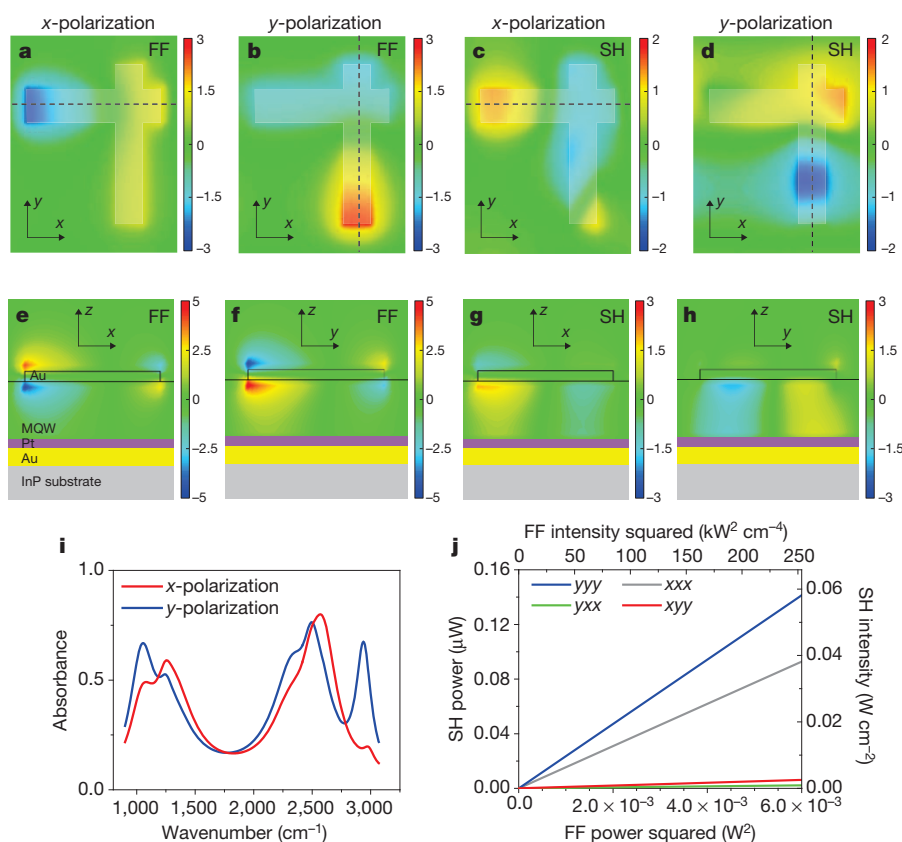 x-polarization y-polarization x-polarization y-polarization
a FF 3 1.5 0 −1.5 −3 y x
b FF 3 1.5 0 −1.5 −3 y x
c SH 2 1 0 −1 −2 y x
d SH 2 1 0 −1 −2 y x
e z x FF Au MQW Pt Au InP substrate 5 2.5 0 −2.5 −5
f z y FF 5 2.5 0 −2.5 −5
g z x SH 3 1.5 0 −1.5 −3
h z y SH 3 1.5 0 −1.5 −3
i
1.0
x-polarization
y-polarization
0.5
0.0
Absorbance
1,000 1,500 2,000 2,500 3,000
Wavenumber (cm⁻¹)
j
FF intensity squared (kW² cm⁻⁴)
0 50 100 150 200 250
yyy xxx
yxx xyy
0.16
0.12
0.08
0.04
0.00
SH power (μW)
0.06
0.04
0.02
0.00
SH intensity (W cm⁻²)
0.0 2.0 × 10⁻³ 4.0 × 10⁻³ 6.0 × 10⁻³
FF power squared (W²)